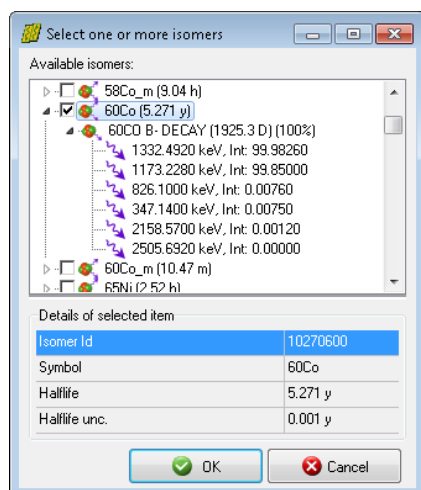 Select one or more isomers
Available isomers:
58Co_m (9.04 h)
60Co (5.271 y)
60CO B- DECAY (1925.3 D) (100%)
1332.4920 keV, Int: 99.98260
1173.2280 keV, Int: 99.85000
826.1000 keV, Int: 0.00760
347.1400 keV, Int: 0.00750
2158.5700 keV, Int: 0.00120
2505.6920 keV, Int: 0.00000
60Co_m (10.47 m)
65Ni (2.52 h)
Details of selected item
Isomer Id 10270600
Symbol 60Co
Halflife 5.271 y
Halflife unc. 0.001 y
OK Cancel